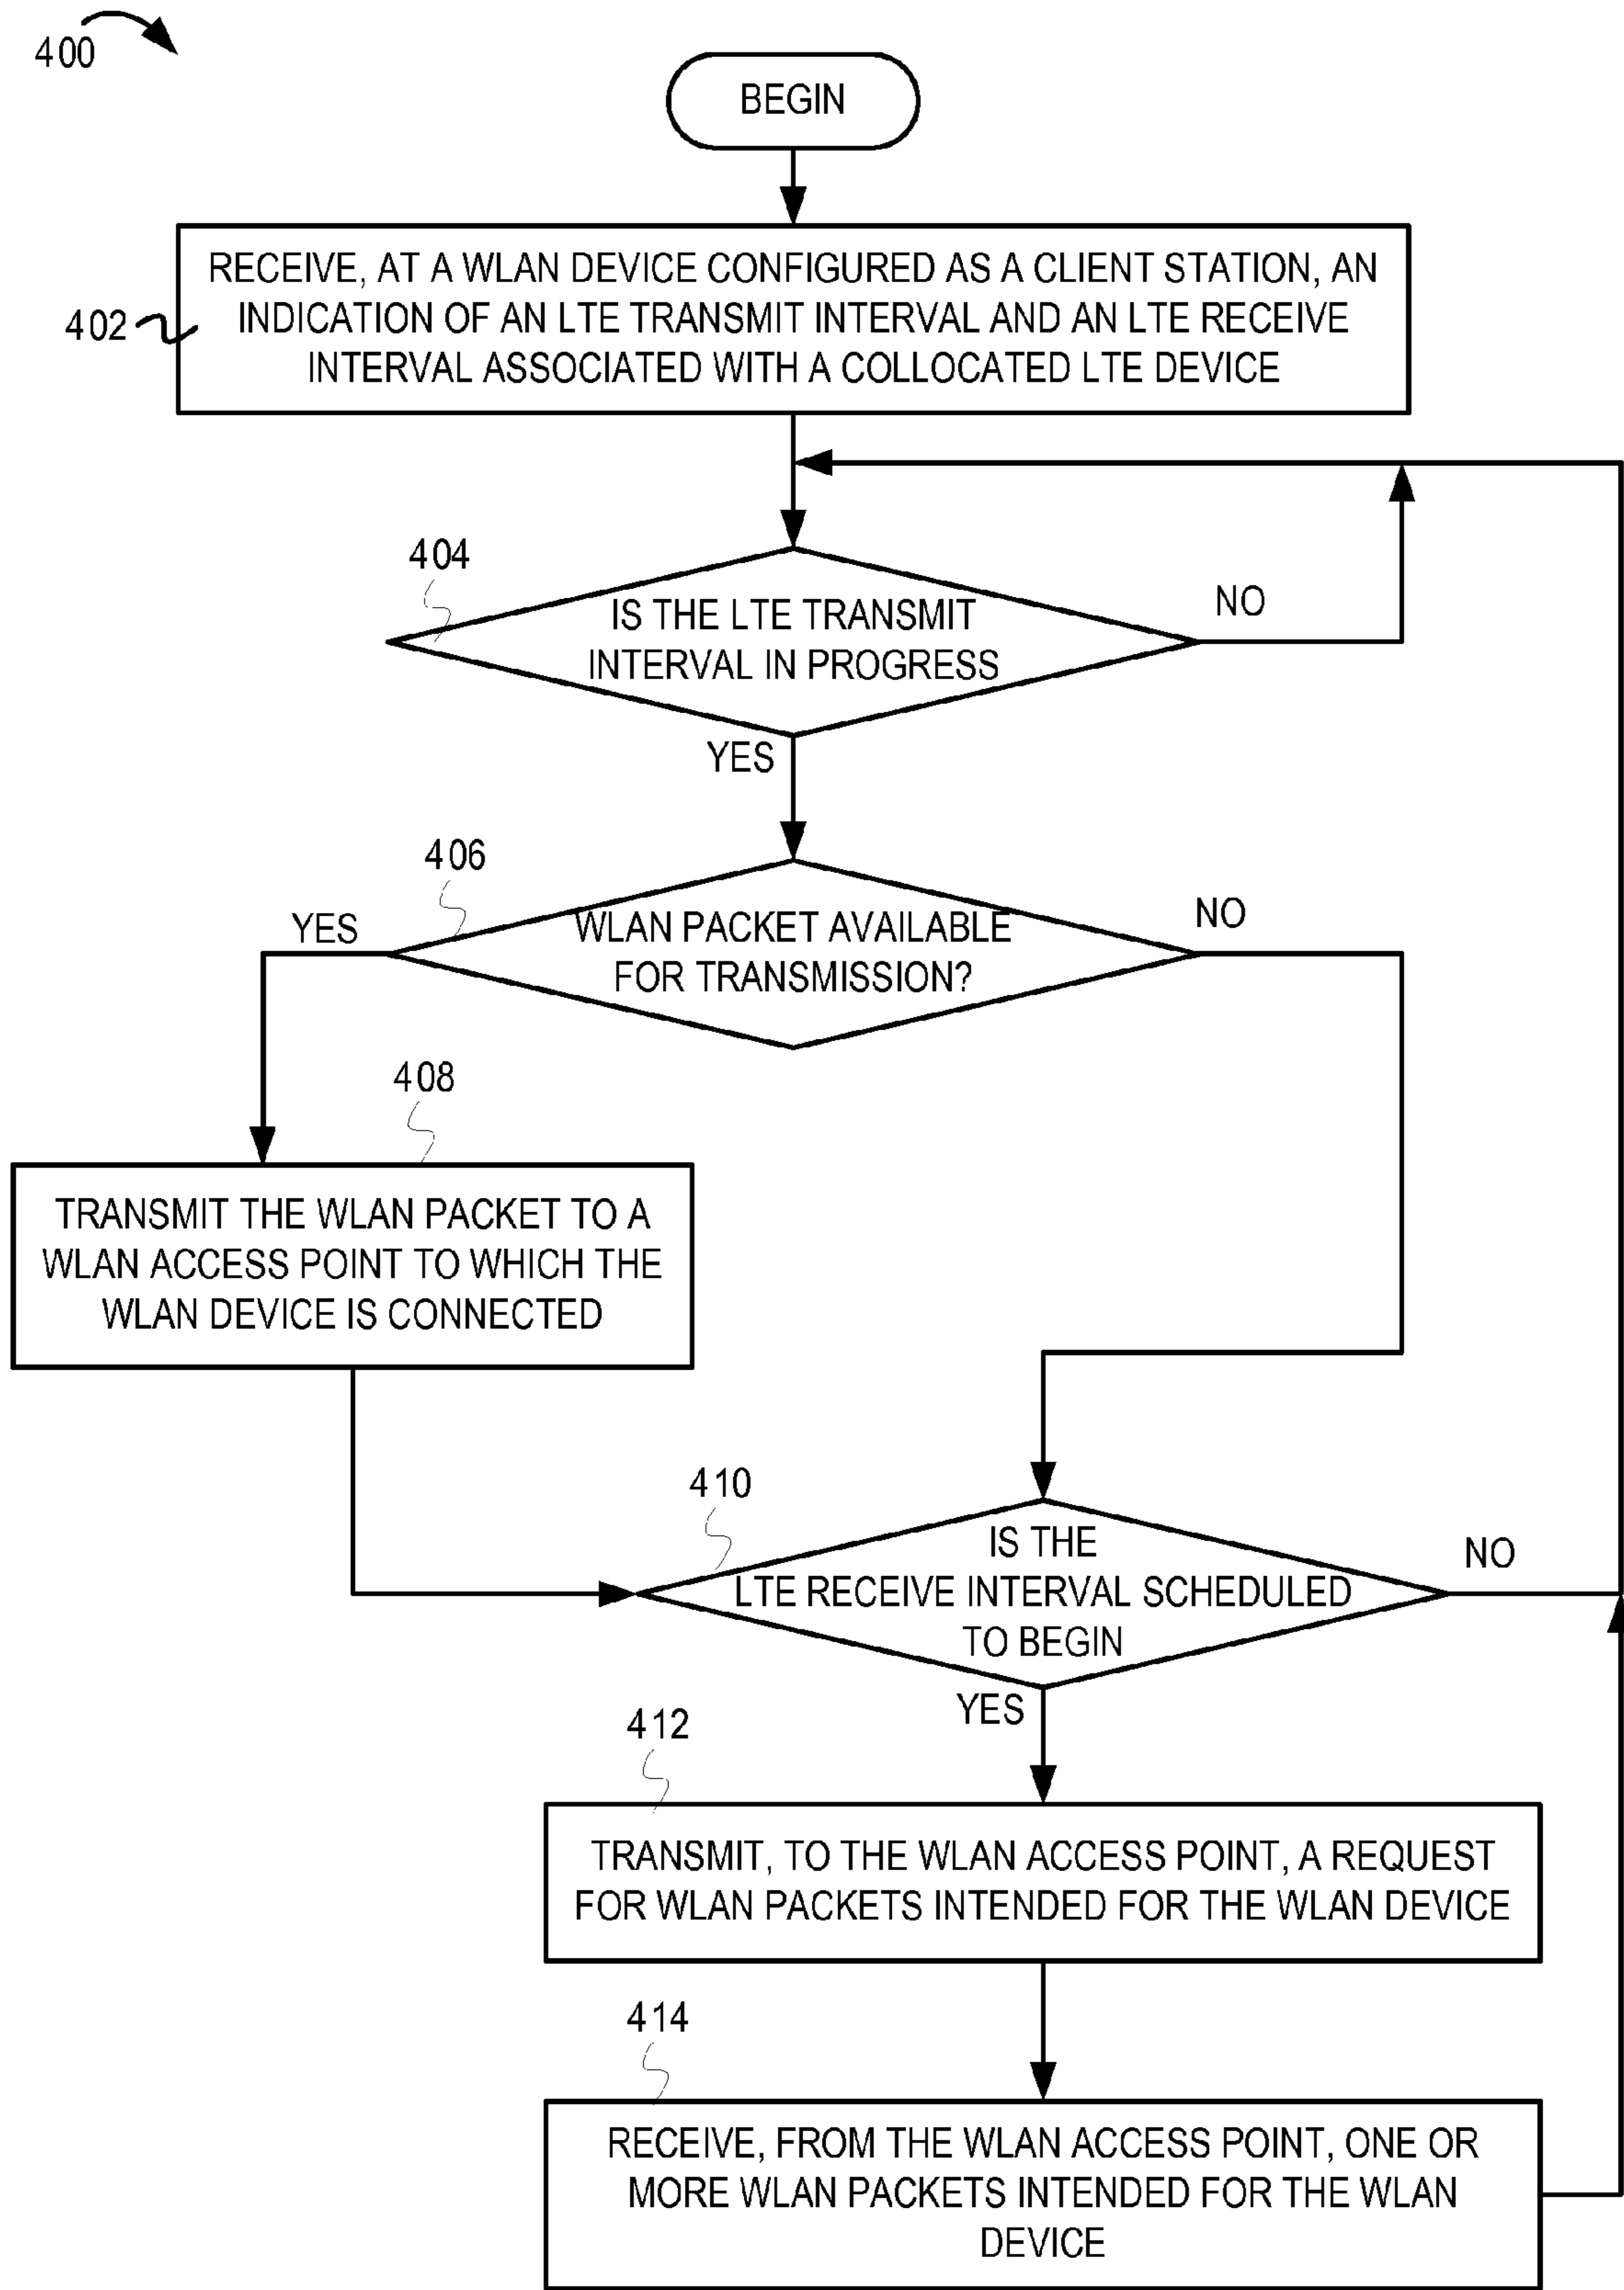 400
BEGIN
RECEIVE, AT A WLAN DEVICE CONFIGURED AS A CLIENT STATION, AN
INDICATION OF AN LTE TRANSMIT INTERVAL AND AN LTE RECEIVE
INTERVAL ASSOCIATED WITH A COLLOCATED LTE DEVICE
402
404
IS THE LTE TRANSMIT
INTERVAL IN PROGRESS
NO
YES
406
WLAN PACKET AVAILABLE
FOR TRANSMISSION?
YES
NO
408
TRANSMIT THE WLAN PACKET TO A
WLAN ACCESS POINT TO WHICH THE
WLAN DEVICE IS CONNECTED
410
IS THE
LTE RECEIVE INTERVAL SCHEDULED
TO BEGIN
NO
YES
412
TRANSMIT, TO THE WLAN ACCESS POINT, A REQUEST
FOR WLAN PACKETS INTENDED FOR THE WLAN DEVICE
414
RECEIVE, FROM THE WLAN ACCESS POINT, ONE OR
MORE WLAN PACKETS INTENDED FOR THE WLAN
DEVICE